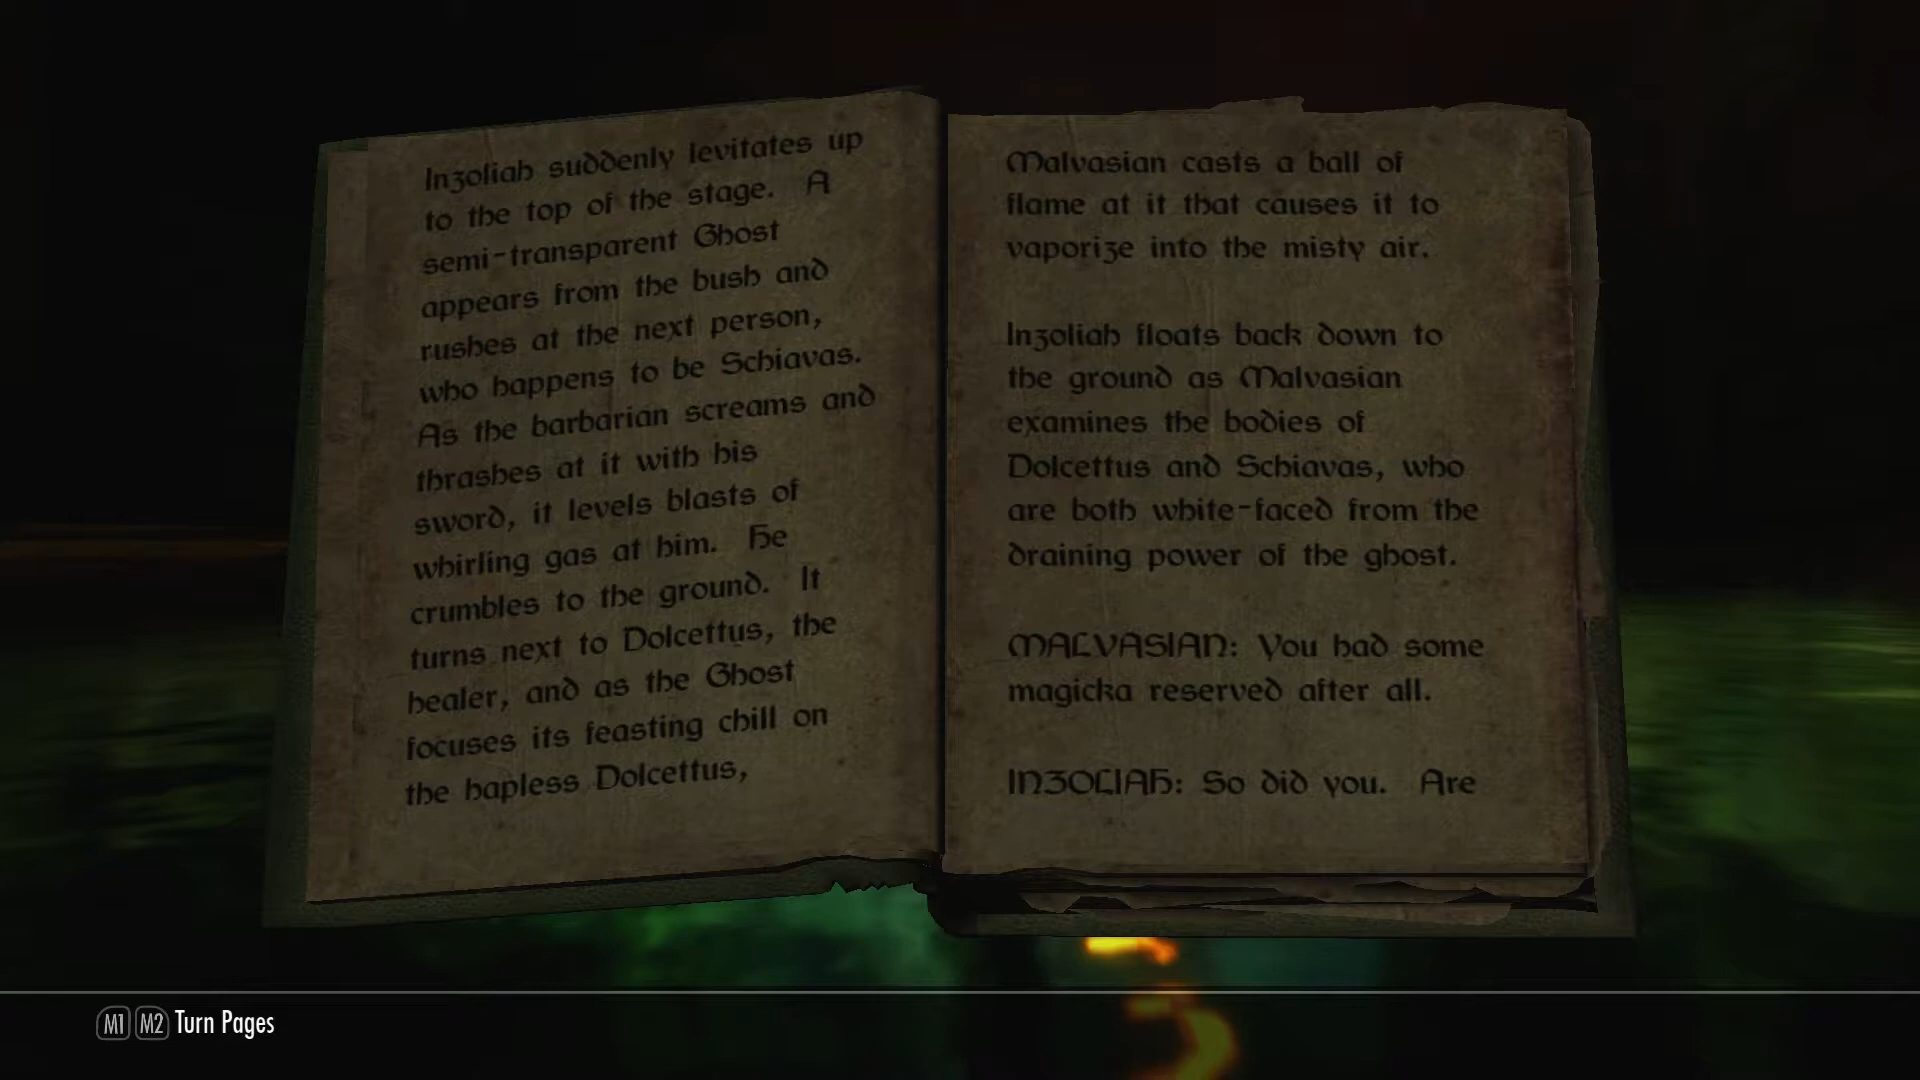 Inzoliah suddenly levitates up
to the top of the stage. A
semi-transparent Ghost
appears from the bush and
rushes at the next person,
who happens to be Schiavas.
As the barbarian screams and
thrashes at it with his
sword, it levels blasts of
whirling gas at him. He
crumbles to the ground. It
turns next to Dolcettus, the
healer, and as the Ghost
focuses its feasting chill on
the hapless Dolcettus,
Malvasian casts a ball of
flame at it that causes it to
vaporize into the misty air.
Inzoliah floats back down to
the ground as Malvasian
examines the bodies of
Dolcettus and Schiavas, who
are both white-faced from the
draining power of the ghost.
MALVASIAN: You had some
magicka reserved after all.
INZOLIAH: So did you. Are
M1 M2 Turn Pages